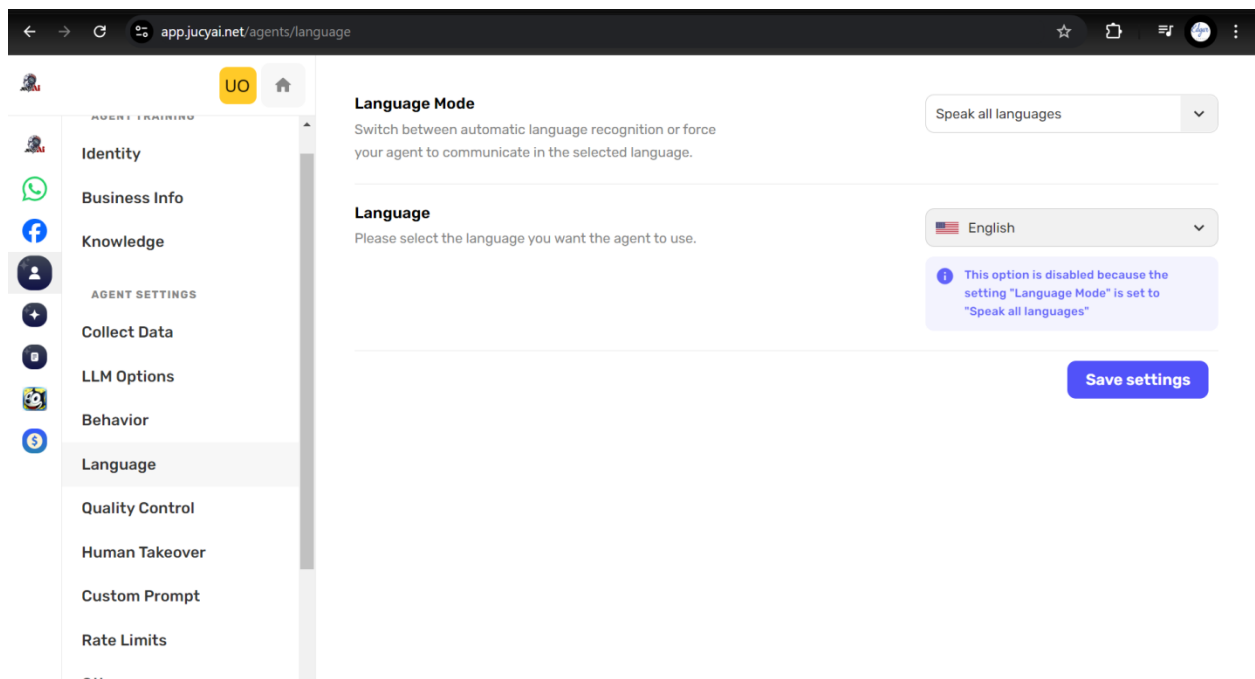 app.jucyai.net/agents/language
UO
AGENT TRAINING
Identity
Business Info
Knowledge
AGENT SETTINGS
Collect Data
LLM Options
Behavior
Language
Quality Control
Human Takeover
Custom Prompt
Rate Limits
Language Mode
Switch between automatic language recognition or force
your agent to communicate in the selected language.
Speak all languages
Language
Please select the language you want the agent to use.
English
This option is disabled because the
setting "Language Mode" is set to
"Speak all languages"
Save settings